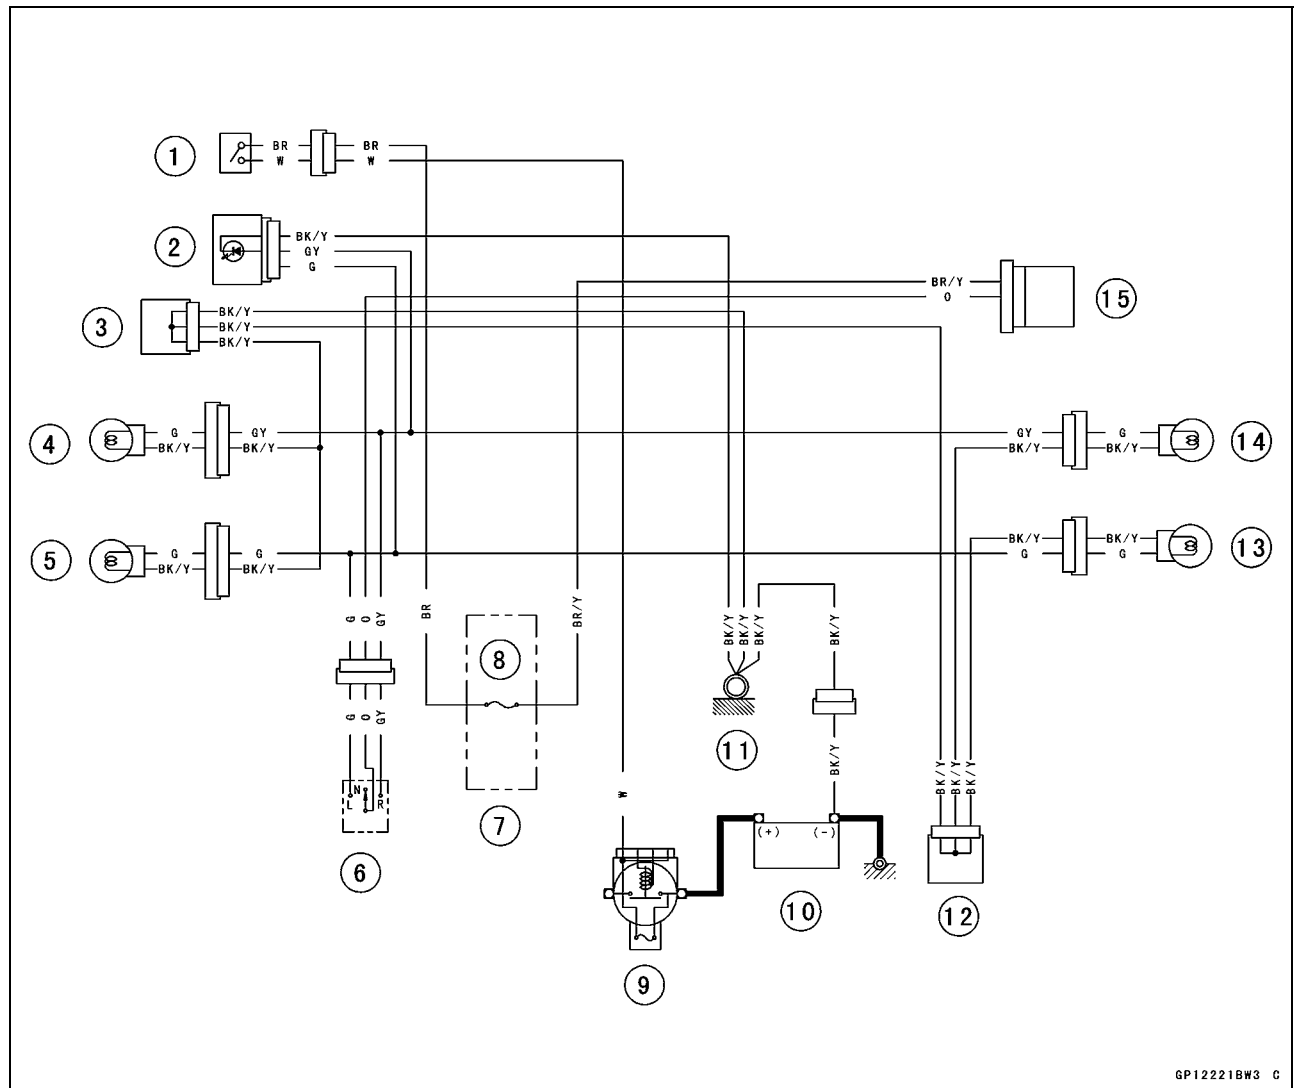 1 BR BR
W W
2 BK/Y
GY
G
BR/Y
O
15
3 BK/Y
BK/Y
BK/Y
4 G GY GY G 14
BK/Y BK/Y BK/Y BK/Y
5 G G BK/Y BK/Y 13
BK/Y BK/Y G G
G O GY BR BR/Y BK/Y BK/Y BK/Y BK/Y
8
G O GY
11
BK/Y
BK/Y BK/Y BK/Y
L N R
W
7
(+) (-)
6
10
12
9
GP12221BW3 C